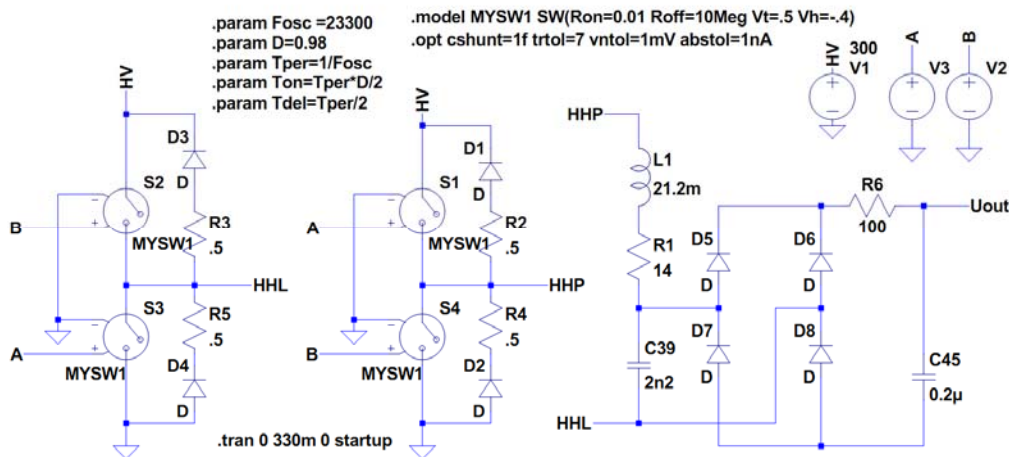 .param Fosc =23300
.param D=0.98
.param Tper=1/Fosc
.param Ton=Tper*D/2
.param Tdel=Tper/2
.model MYSW1 SW(Ron=0.01 Roff=10Meg Vt=.5 Vh=-.4)
.opt cshunt=1f trtol=7 vntol=1mV abstol=1nA
HV
D3
D
S2
B
MYSW1
R3
.5
HHL
S3
R5
.5
A
MYSW1
D4
D
.tran 0 330m 0 startup
HV
D1
D
S1
A
MYSW1
R2
.5
HHP
S4
R4
.5
B
MYSW1
D2
D
HHP
L1
21.2m
R1
14
C39
2n2
HHL
D5
D
D6
D
D7
D
D8
D
R6
100
Uout
C45
0.2µ
HV
300
V1
A
V3
B
V2